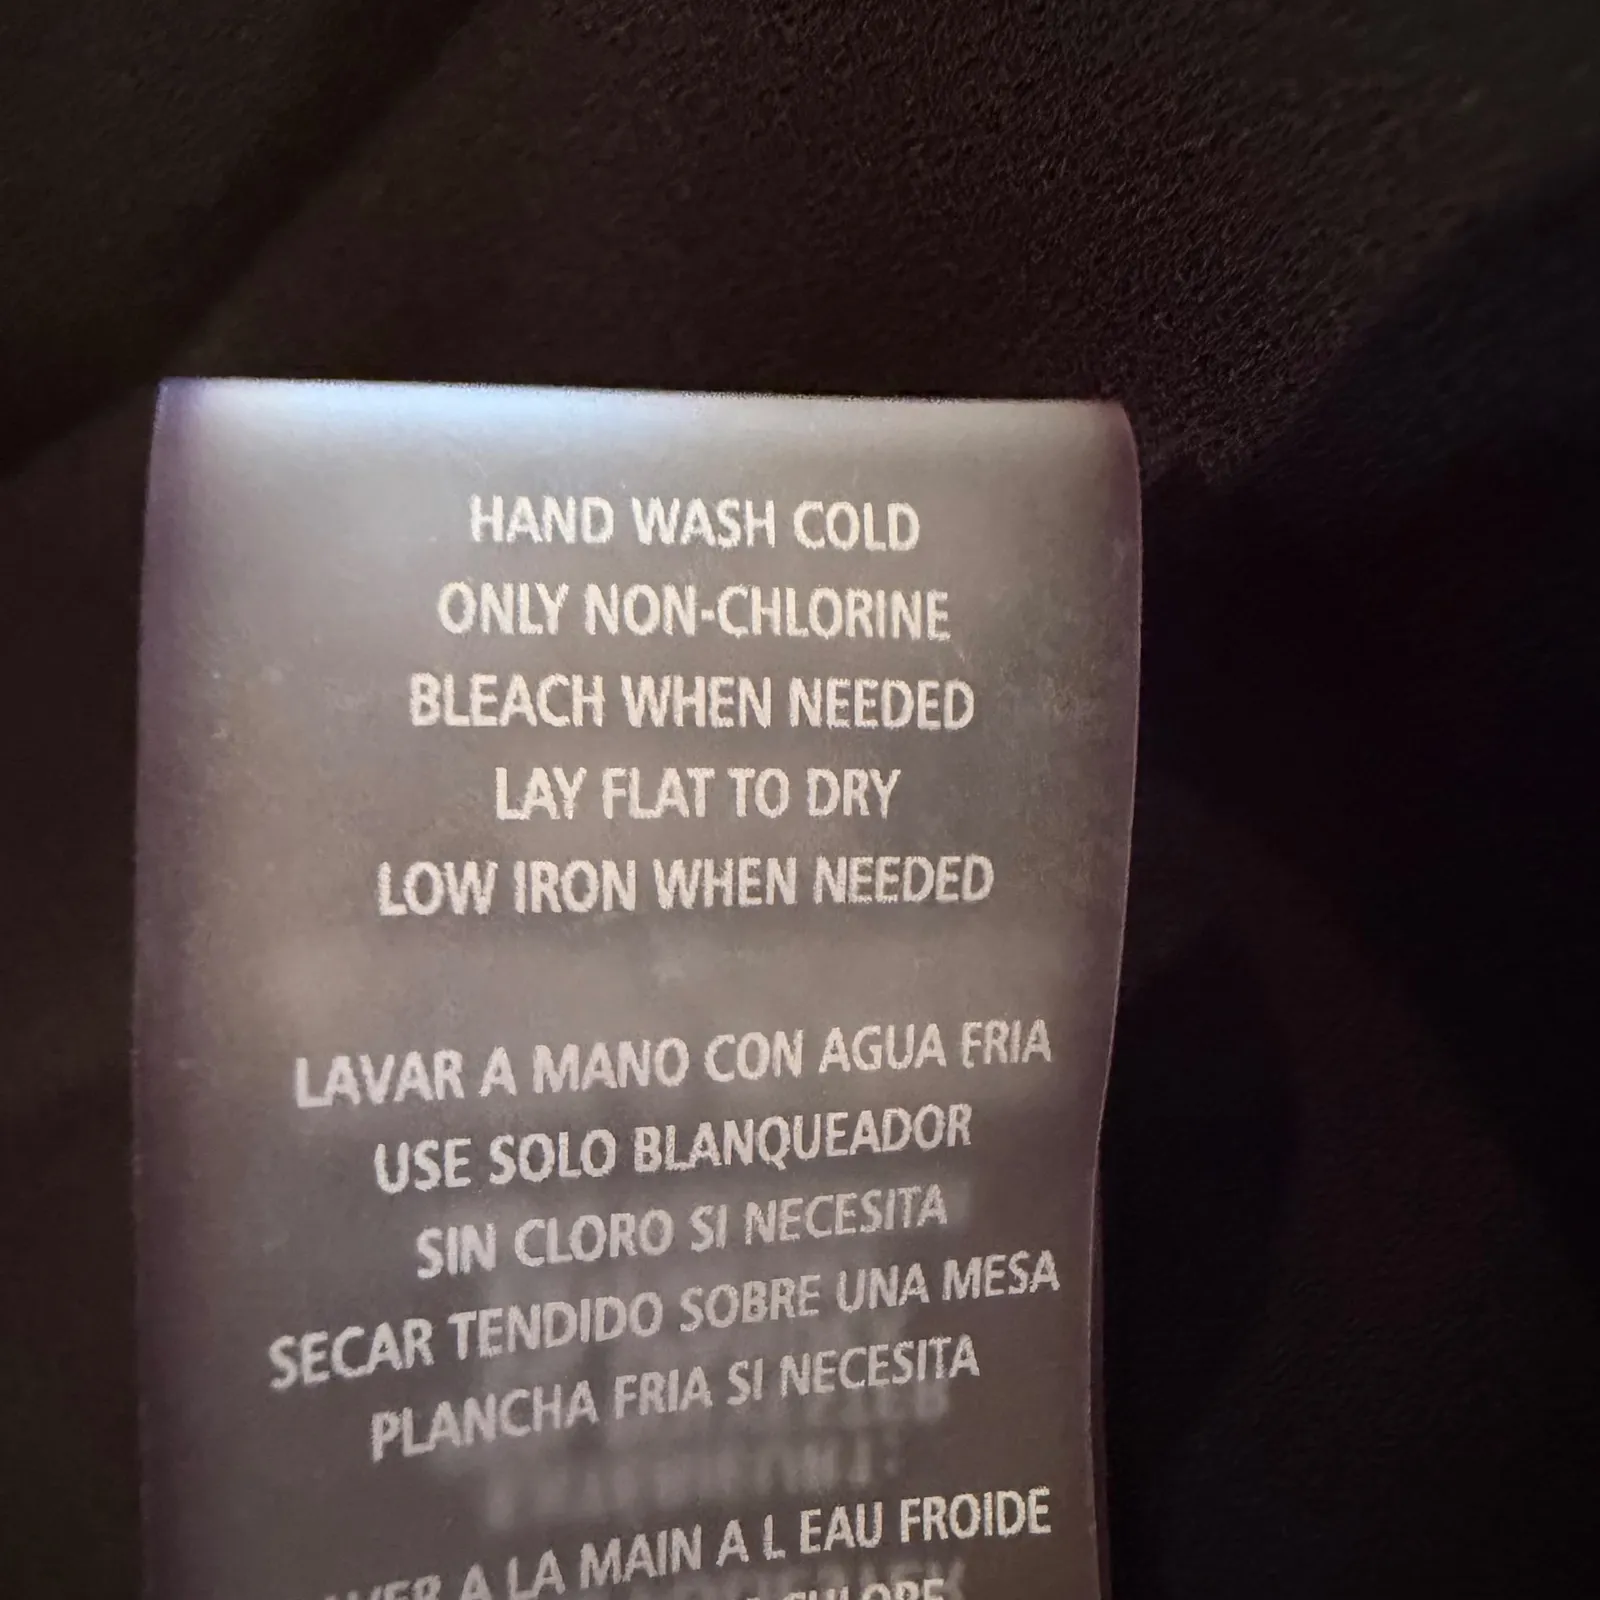 HAND WASH COLD
ONLY NON-CHLORINE
BLEACH WHEN NEEDED
LAY FLAT TO DRY
LOW IRON WHEN NEEDED
LAVAR A MANO CON AGUA FRIA
USE SOLO BLANQUEADOR
SIN CLORO SI NECESITA
SECAR TENDIDO SOBRE UNA MESA
PLANCHA FRIA SI NECESITA
A LA MAIN A L EAU FROIDE
CHLORE